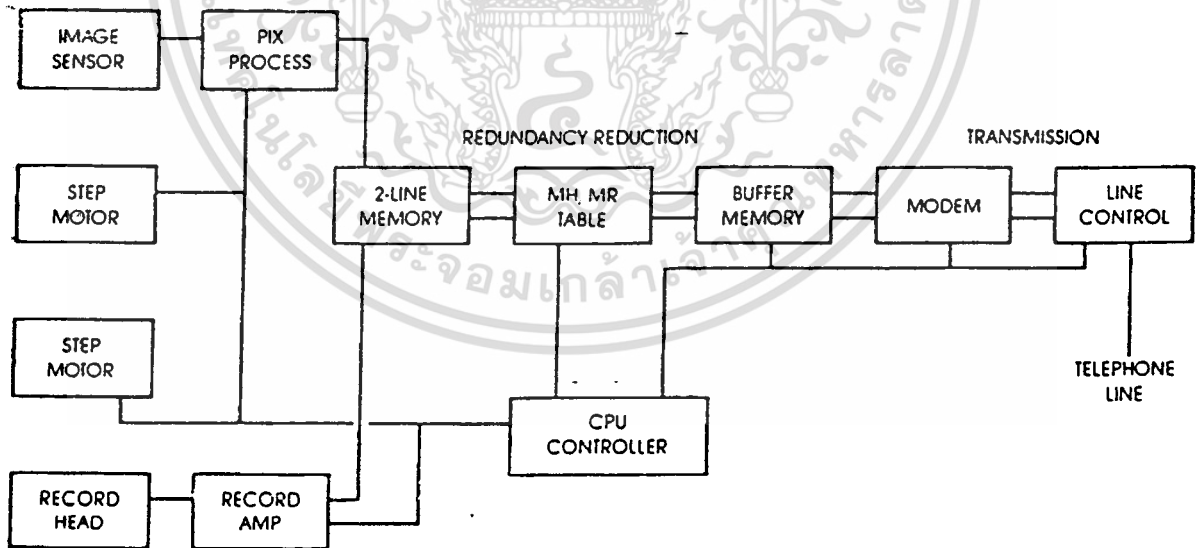 IMAGE
SENSOR
PIX
PROCESS
REDUNDANCY REDUCTION
TRANSMISSION
STEP
MOTOR
2-LINE
MEMORY
MH, MR
TABLE
BUFFER
MEMORY
MODEM
LINE
CONTROL
STEP
MOTOR
TELEPHONE
LINE
CPU
CONTROLLER
RECORD
HEAD
RECORD
AMP